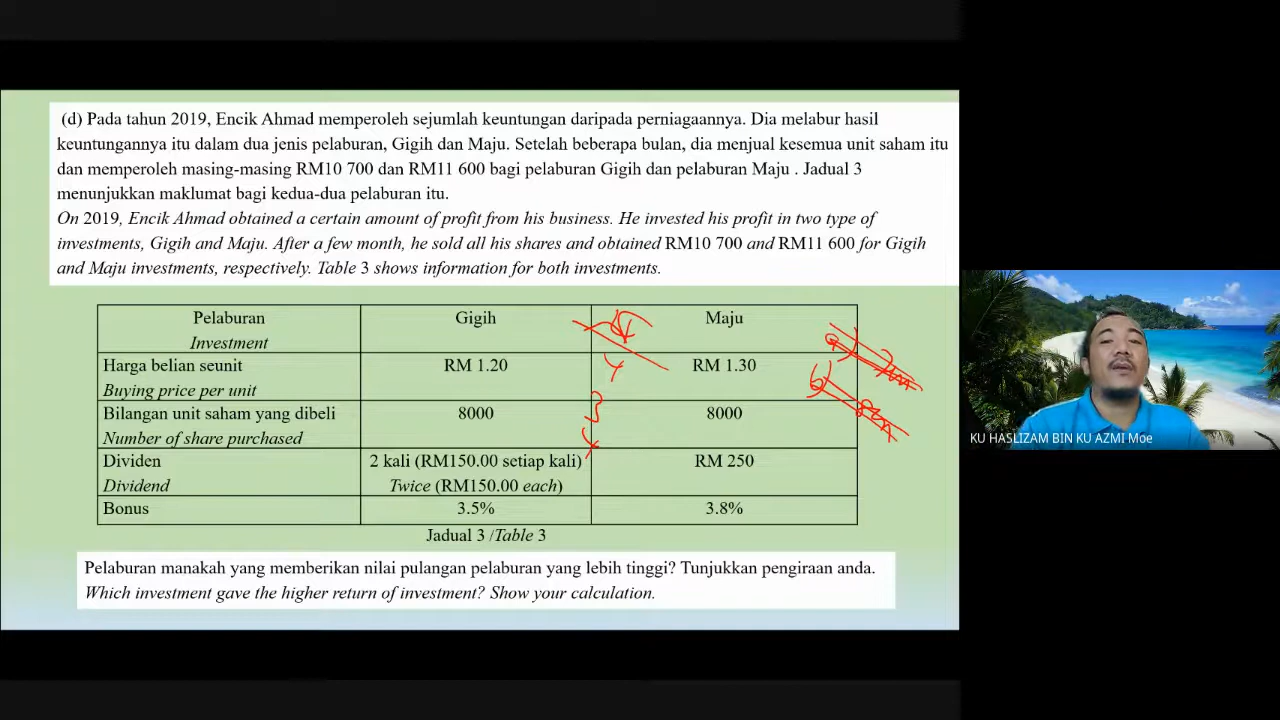 (d) Pada tahun 2019, Encik Ahmad memperoleh sejumlah keuntungan daripada perniagaannya. Dia melabur hasil
keuntungannya itu dalam dua jenis pelaburan, Gigih dan Maju. Setelah beberapa bulan, dia menjual kesemua unit saham itu
dan memperoleh masing-masing RM10 700 dan RM11 600 bagi pelaburan Gigih dan pelaburan Maju . Jadual 3
menunjukkan maklumat bagi kedua-dua pelaburan itu.
On 2019, Encik Ahmad obtained a certain amount of profit from his business. He invested his profit in two type of
investments, Gigih and Maju. After a few month, he sold all his shares and obtained RM10 700 and RM11 600 for Gigih
and Maju investments, respectively. Table 3 shows information for both investments.
Pelaburan Gigih Maju
Investment
Harga belian seunit RM 1.20 RM 1.30
Buying price per unit
Bilangan unit saham yang dibeli 8000 8000
Number of share purchased
Dividen 2 kali (RM150.00 setiap kali) RM 250
Dividend Twice (RM150.00 each)
Bonus 3.5% 3.8%
Jadual 3 /Table 3
Pelaburan manakah yang memberikan nilai pulangan pelaburan yang lebih tinggi? Tunjukkan pengiraan anda.
Which investment gave the higher return of investment? Show your calculation.
KU HASLIZAM BIN KU AZMI Moe